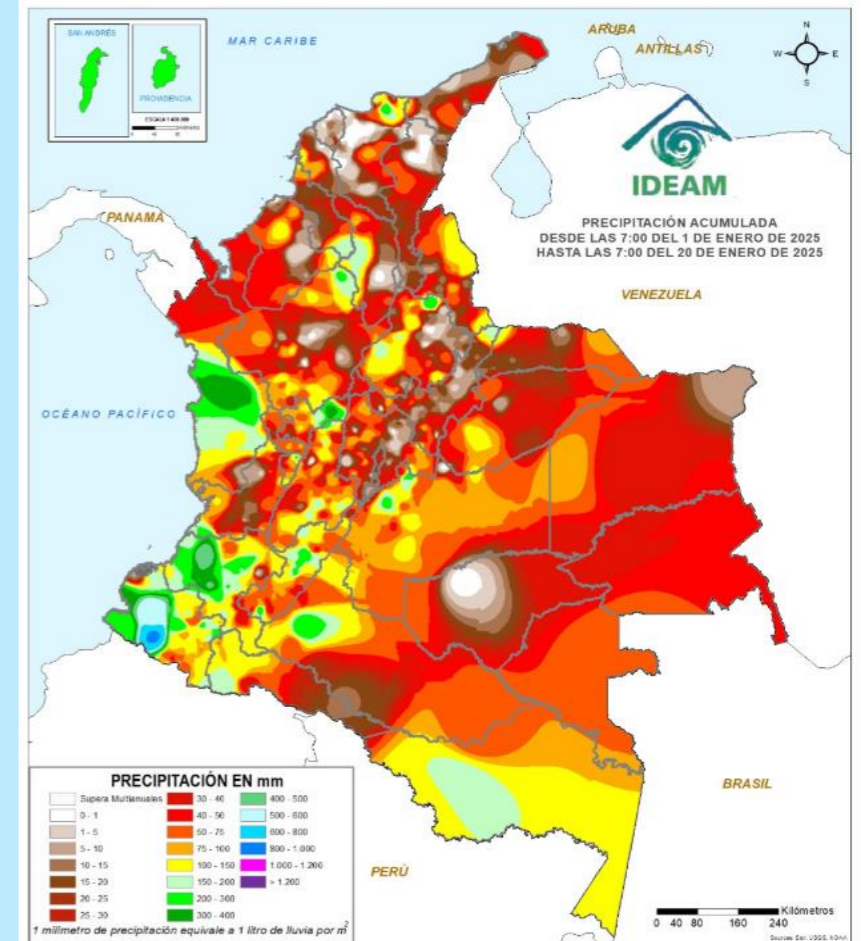 SAN ANDRÉS
PROVIDENCIA
MAR CARIBE
ARUBA
ANTILLAS
N
W
E
S
IDEAM
PANAMÁ
PRECIPITACIÓN ACUMULADA
DESDE LAS 7:00 DEL 1 DE ENERO DE 2025
HASTA LAS 7:00 DEL 20 DE ENERO DE 2025
VENEZUELA
OCÉANO PACÍFICO
BRASIL
PERÚ
PRECIPITACIÓN EN mm
Supera Multianuales
0 - 1
1 - 5
5 - 10
10 - 15
15 - 20
20 - 25
25 - 30
30 - 40
40 - 50
50 - 75
75 - 100
100 - 150
150 - 200
200 - 300
300 - 400
400 - 500
500 - 600
600 - 800
800 - 1.000
1.000 - 1.200
> 1.200
1 milímetro de precipitación equivale a 1 litro de lluvia por m²
Kilómetros
0 40 80 160 240